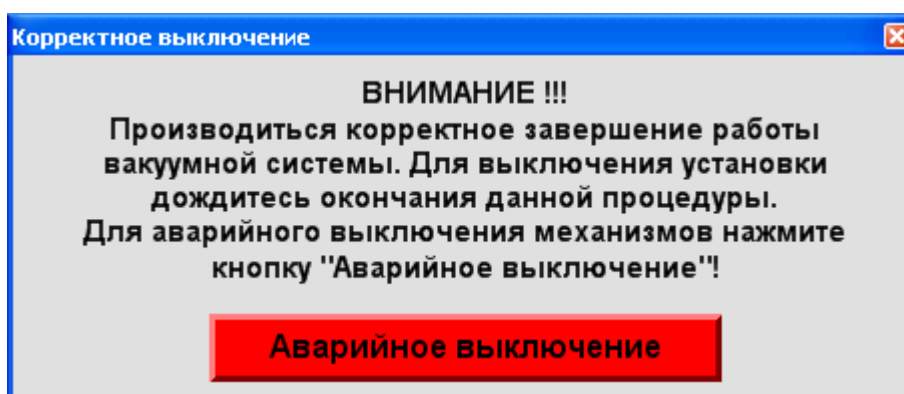 Корректное выключение
ВНИМАНИЕ !!!
Производиться корректное завершение работы
вакуумной системы. Для выключения установки
дождитесь окончания данной процедуры.
Для аварийного выключения механизмов нажмите
кнопку "Аварийное выключение"!
Аварийное выключение